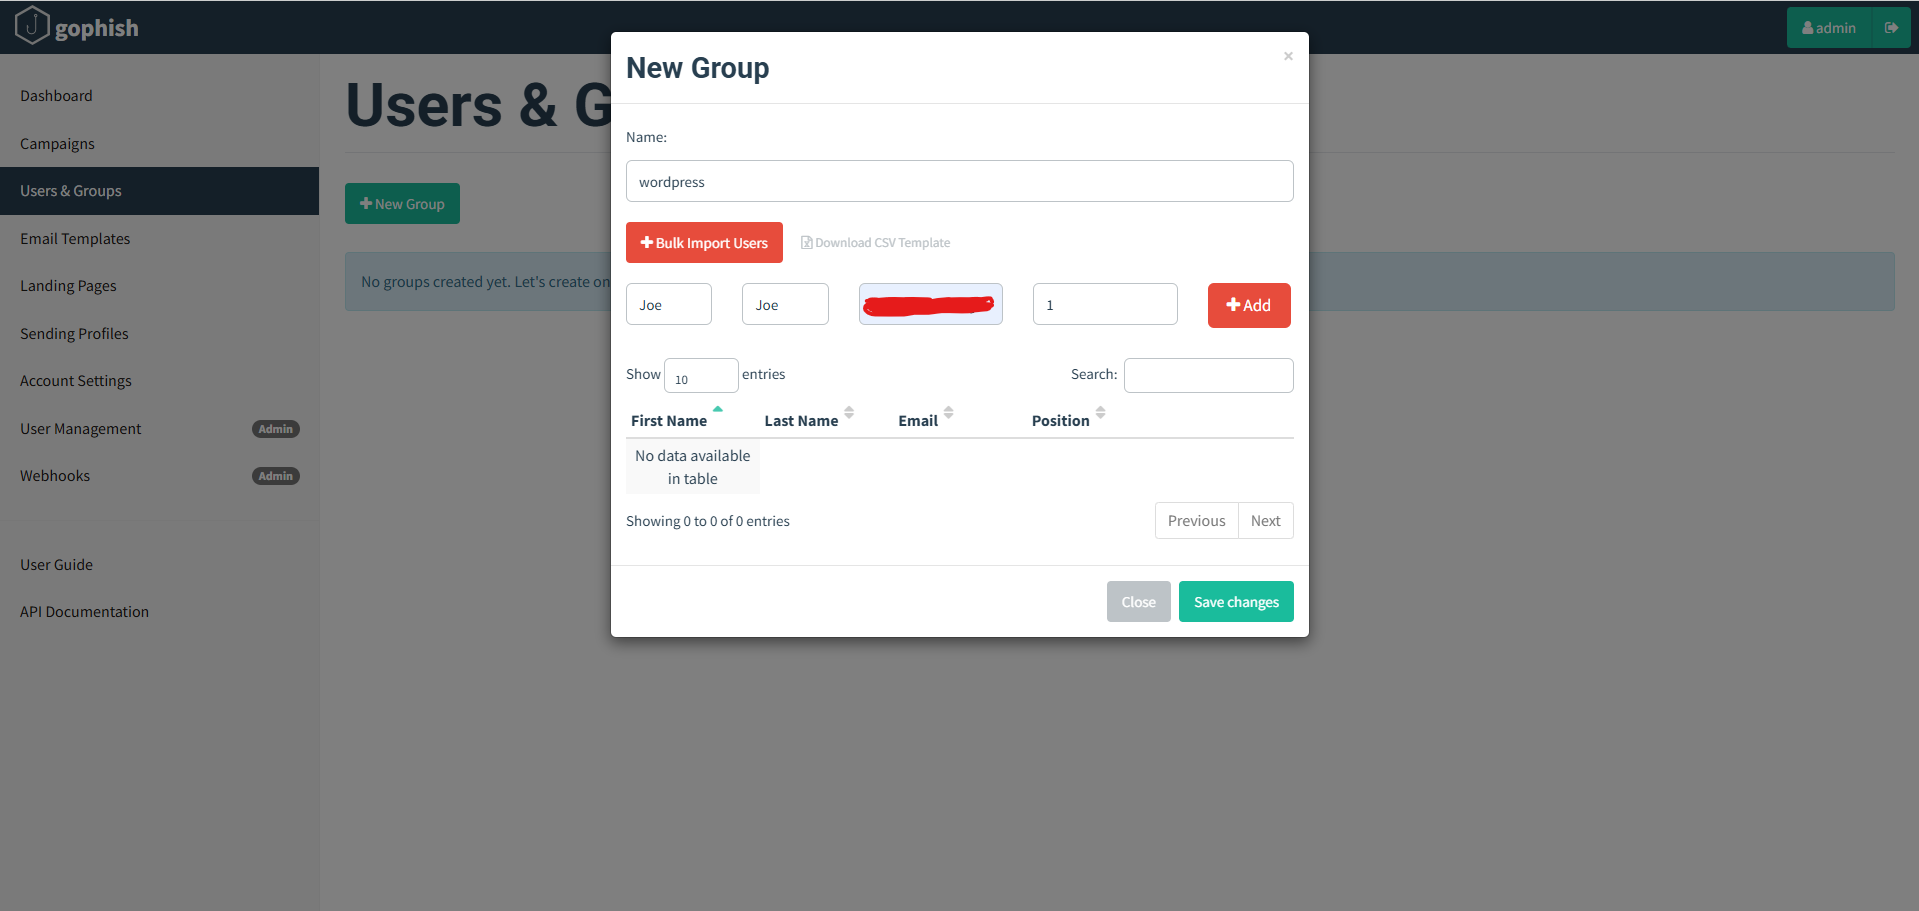 gophish
admin
Dashboard
Campaigns
Users & Groups
Email Templates
Landing Pages
Sending Profiles
Account Settings
User Management Admin
Webhooks Admin
User Guide
API Documentation
Users & G
New Group
No groups created yet. Let's create on
New Group
×
Name:
wordpress
Bulk Import Users Download CSV Template
Joe Joe 1 Add
Show 10 entries Search:
First Name Last Name Email Position
No data available
in table
Showing 0 to 0 of 0 entries Previous Next
Close Save changes